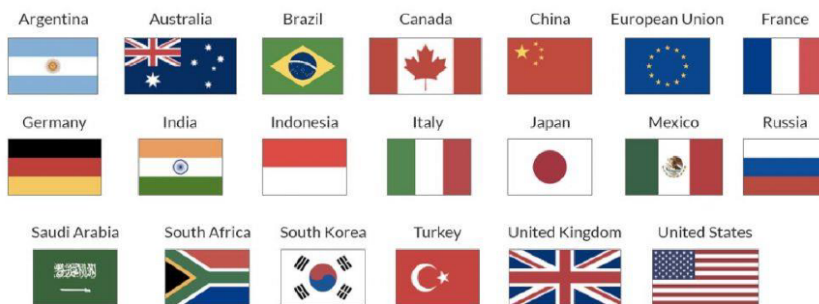 Argentina Australia Brazil Canada China European Union France
Germany India Indonesia Italy Japan Mexico Russia
Saudi Arabia South Africa South Korea Turkey United Kingdom United States